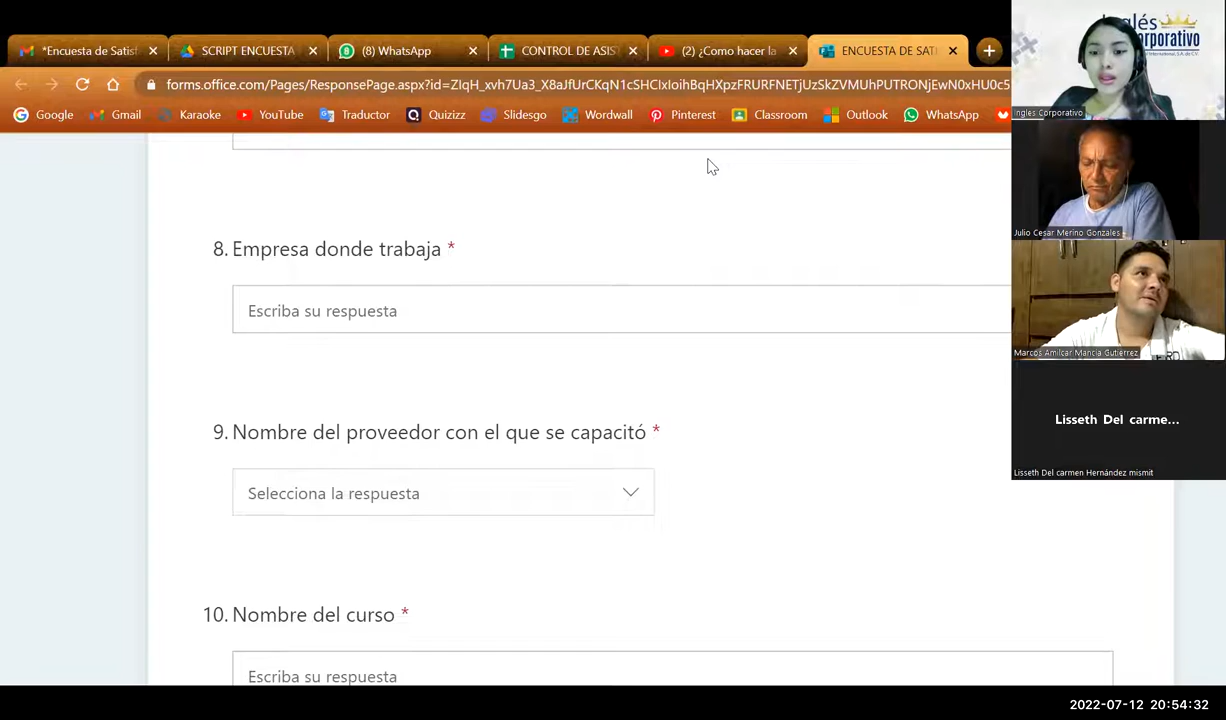 *Encuesta de Satisf
SCRIPT ENCUESTA
(8) WhatsApp
CONTROL DE ASIST
(2) ¿Como hacer la
ENCUESTA DE SATI
forms.office.com/Pages/ResponsePage.aspx?id=ZIqH_xvh7Ua3_X8aJfUrCKqN1cSHCIxIoihBqHXpzFRURFNETjUzSkZVMUhPUTRONjEwN0xHU0c5
Google
Gmail
Karaoke
YouTube
Traductor
Quizizz
Slidesgo
Wordwall
Pinterest
Classroom
Outlook
WhatsApp
8. Empresa donde trabaja *
Escriba su respuesta
9. Nombre del proveedor con el que se capacitó *
Selecciona la respuesta
10. Nombre del curso *
Escriba su respuesta
Inglés
orporativo
International, S.A. de C.V.
Ingles Corporativo
Julio Cesar Merino Gonzales
Marcos Amilcar Mancia Gutierrez
Lisseth Del carme...
Lisseth Del carmen Hernández mismit
2022-07-12 20:54:32